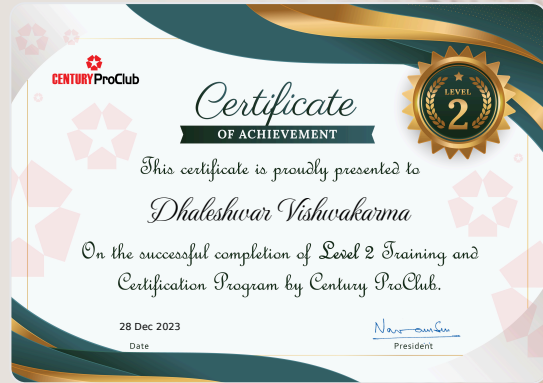 CENTURY ProClub
Certificate
OF ACHIEVEMENT
LEVEL
2
This certificate is proudly presented to
Dhaleshwar Vishwakarma
On the successful completion of Level 2 Training and
Certification Program by Century ProClub.
28 Dec 2023
Date
President